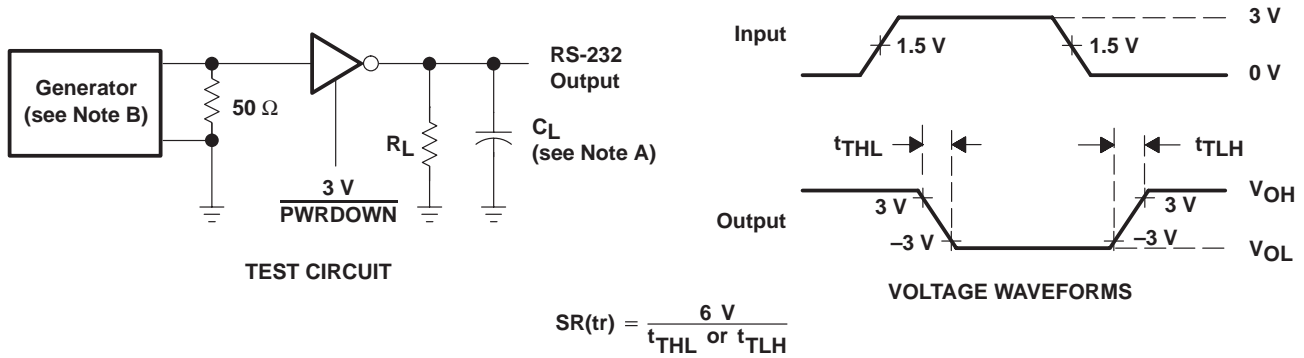 Generator
(see Note B)
50 Ω
3 V
PWRDOWN
RL
CL
(see Note A)
RS-232
Output
TEST CIRCUIT
Input
1.5 V
1.5 V
3 V
0 V
tTHL
tTLH
Output
3 V
–3 V
3 V
–3 V
VOH
VOL
VOLTAGE WAVEFORMS
SR(tr) = 6 V
tTHL or tTLH